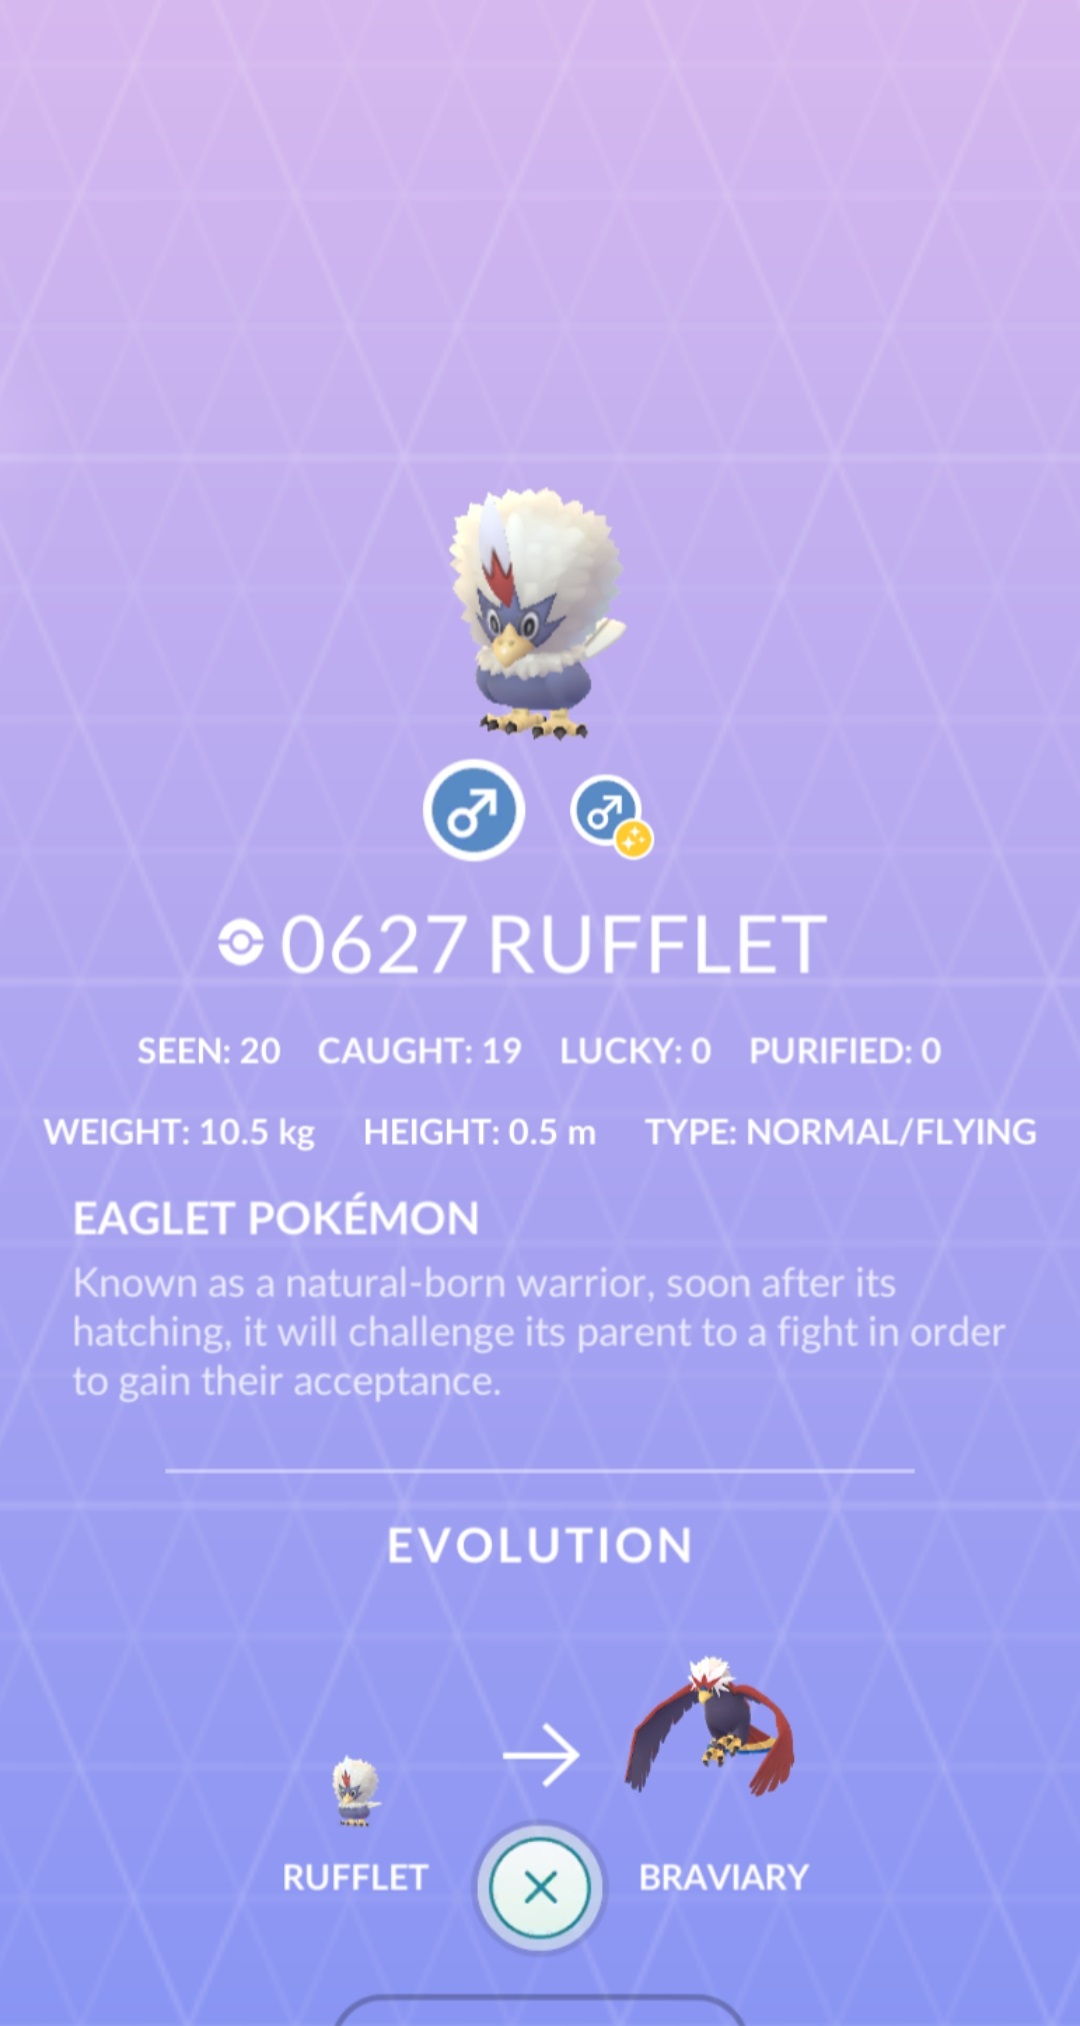 0627 RUFFLET
SEEN: 20 CAUGHT: 19 LUCKY: 0 PURIFIED: 0
WEIGHT: 10.5 kg HEIGHT: 0.5 m TYPE: NORMAL/FLYING
EAGLET POKÉMON
Known as a natural-born warrior, soon after its
hatching, it will challenge its parent to a fight in order
to gain their acceptance.
EVOLUTION
RUFFLET BRAVIARY